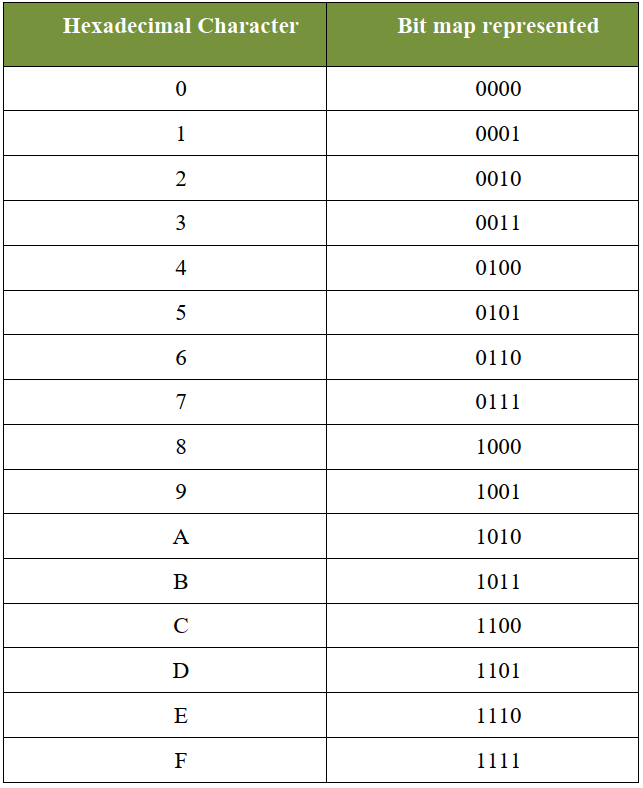 Hexadecimal Character Bit map represented
0 0000
1 0001
2 0010
3 0011
4 0100
5 0101
6 0110
7 0111
8 1000
9 1001
A 1010
B 1011
C 1100
D 1101
E 1110
F 1111